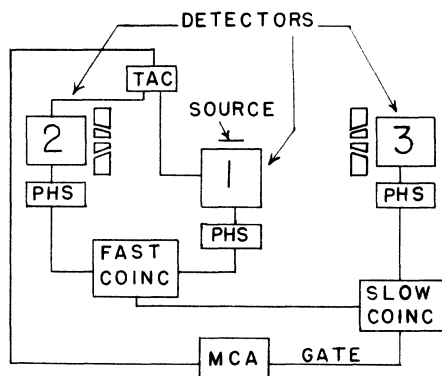 DETECTORS
TAC
SOURCE
2
1
3
PHS
PHS
PHS
FAST
COINC
SLOW
COINC
MCA
GATE